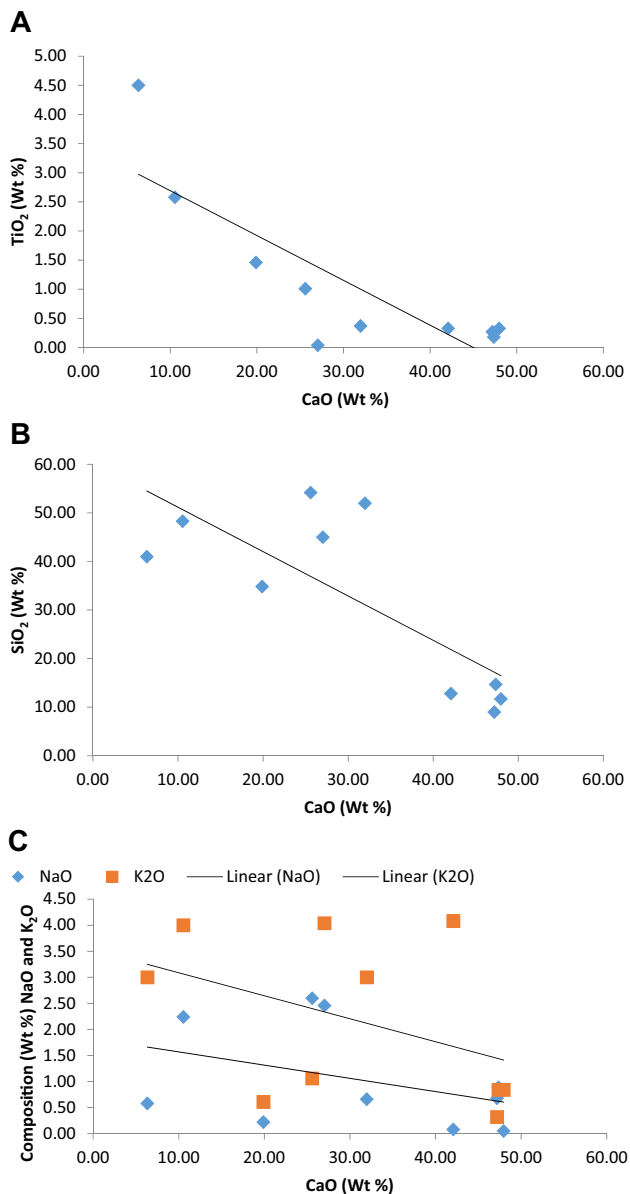 A
5.00
4.50
4.00
3.50
3.00
2.50
2.00
1.50
1.00
0.50
0.00
TiO₂ (Wt %)
0.00 10.00 20.00 30.00 40.00 50.00 60.00
CaO (Wt %)
B
60.00
50.00
40.00
30.00
20.00
10.00
0.00
SiO₂ (Wt %)
0.00 10.00 20.00 30.00 40.00 50.00 60.00
CaO (Wt %)
C
NaO K2O Linear (NaO) Linear (K2O)
4.50
4.00
3.50
3.00
2.50
2.00
1.50
1.00
0.50
0.00
Composition (Wt %) NaO and K₂O
0.00 10.00 20.00 30.00 40.00 50.00 60.00
CaO (Wt %)